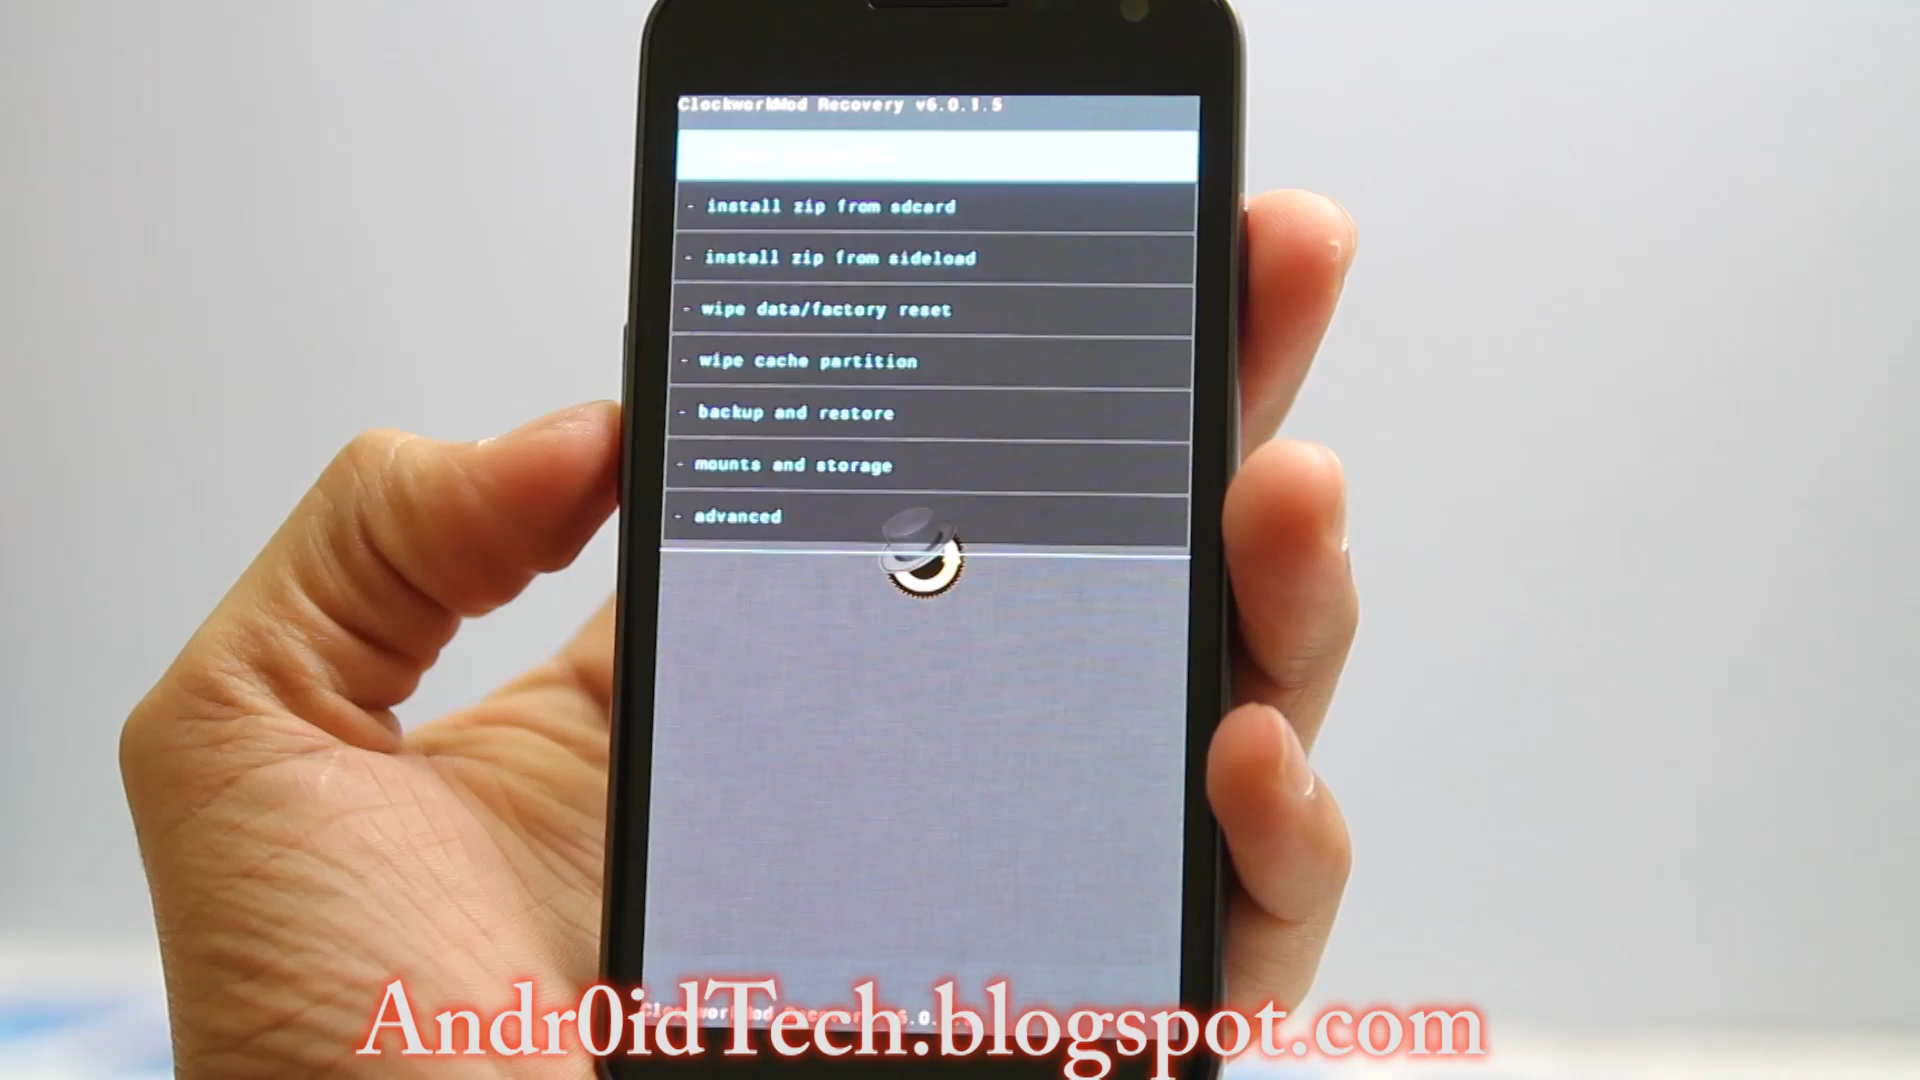 ClockworkMod Recovery v6.0.1.5
- install zip from sdcard
- install zip from sideload
- wipe data/factory reset
- wipe cache partition
- backup and restore
- mounts and storage
- advanced
Andr0idTech.blogspot.com